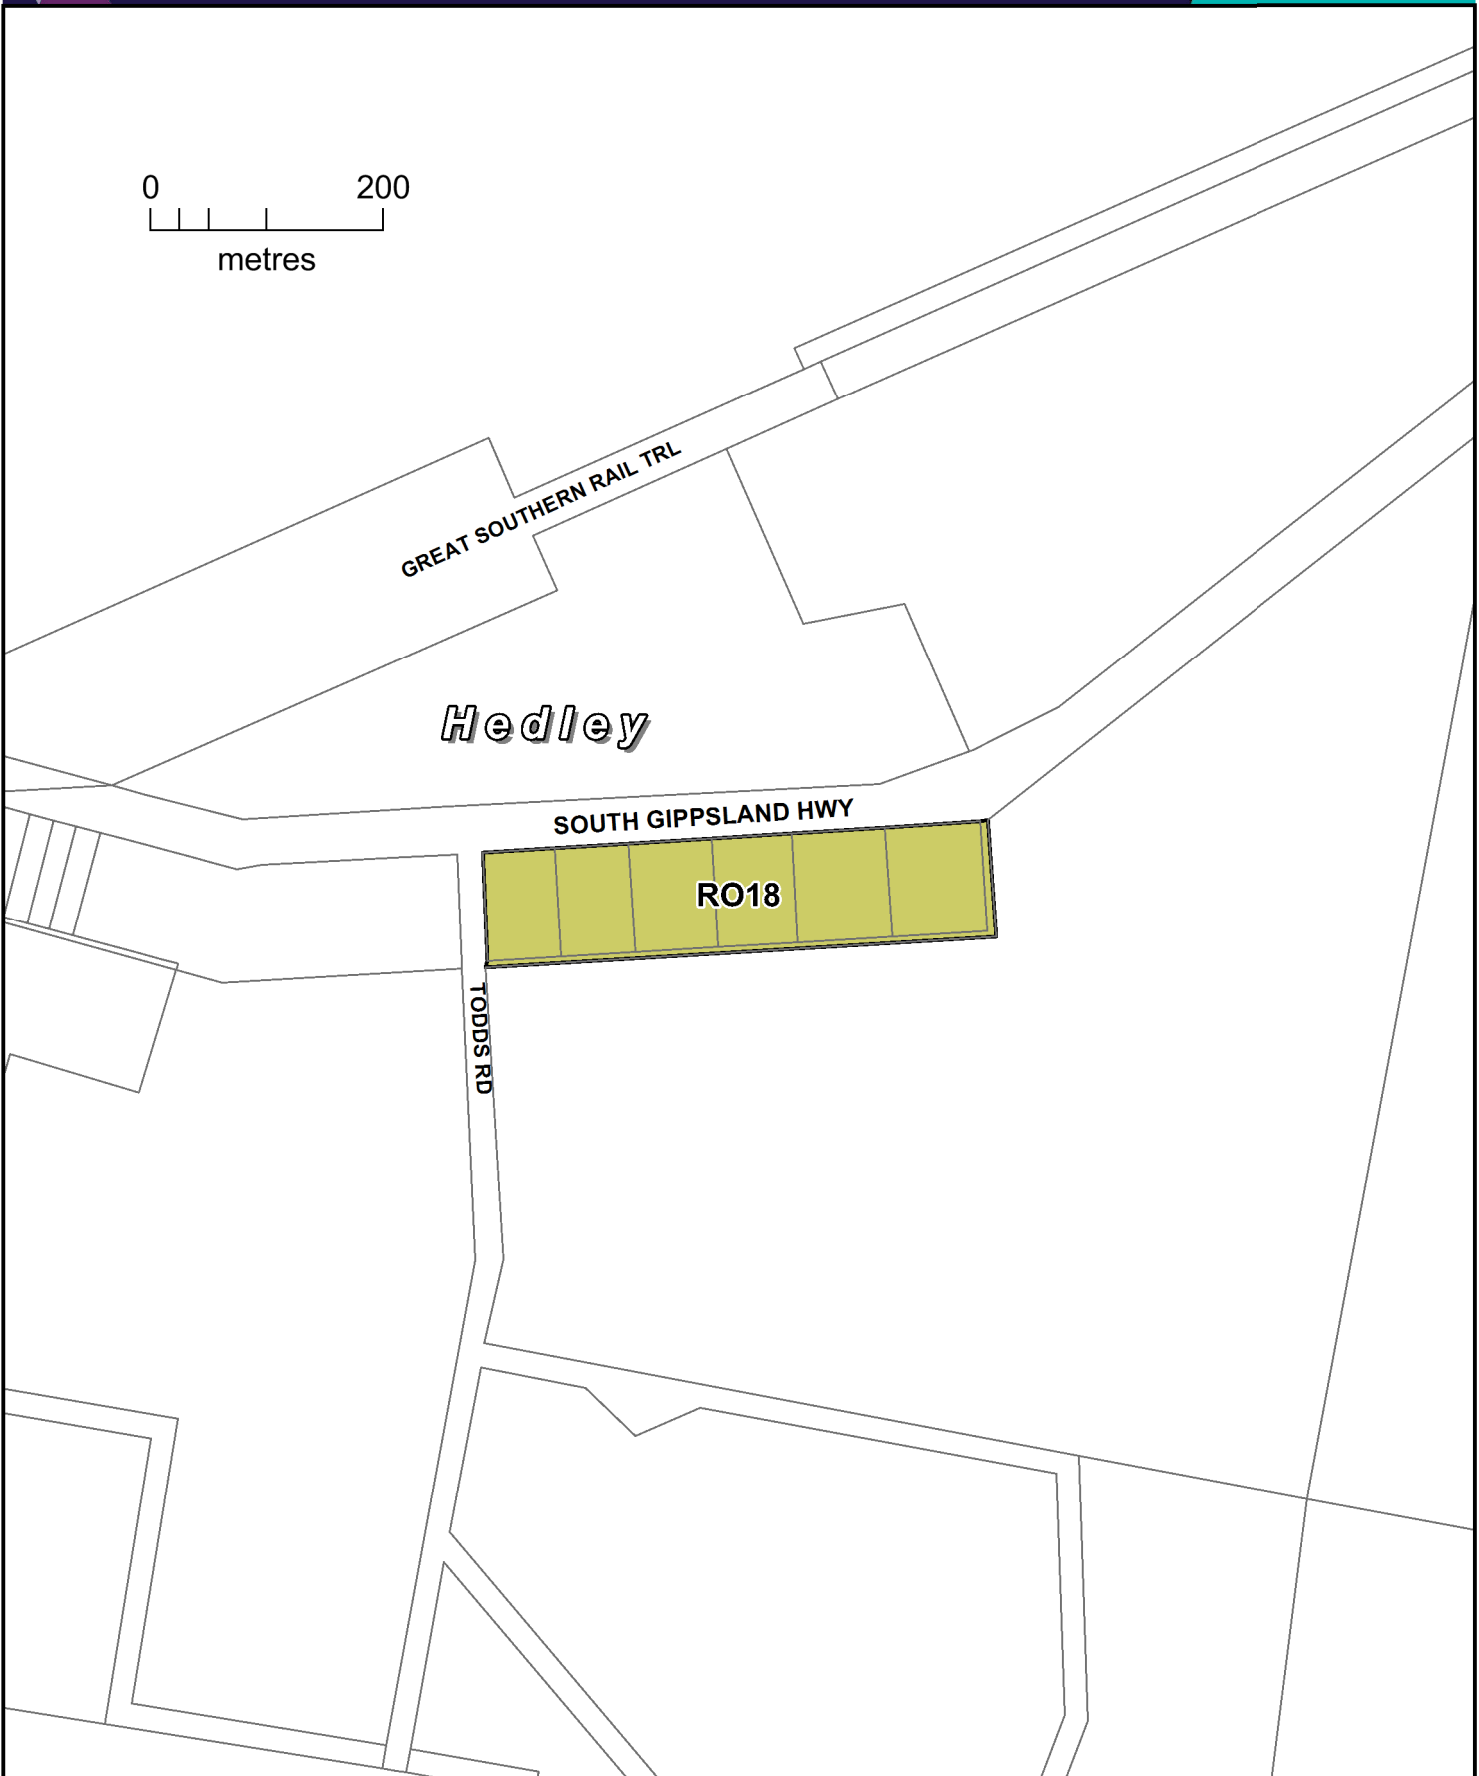 0 200
metres
GREAT SOUTHERN RAIL TRL
Hedley
SOUTH GIPPSLAND HWY
RO18
TODDS RD